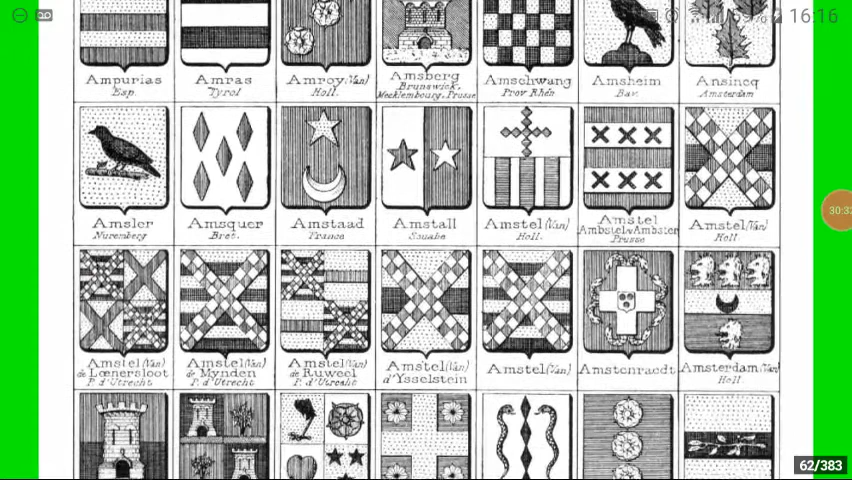 16:16
Ampurias
Esp.
Amras
Tyrol
Amroy (Van)
Holl.
Amsberg
Brunswick,
Mecklembourg, Prusse
Amschwang
Prov Rhén
Amsheim
Bav.
Ansincq
Amsterdam
Amsler
Nuremberg
Amsquer
Bret.
Amstaad
France
Amstall
Souabe
Amstel (Van)
Holl.
Amstel
Ambstel v Ambster
Prusse
Amstel (Van)
Holl.
Amstel (Van)
de Lœnersloot
P. d'Utrecht
Amstel (Van)
de Mynden
P. d'Utrecht
Amstel (Van)
de Ruweel
P. d'Utrecht
Amstel (Van)
d'Ysselstein
Amstel (Van)
Amstenraedt
Amsterdam (Van)
Holl.
62/383